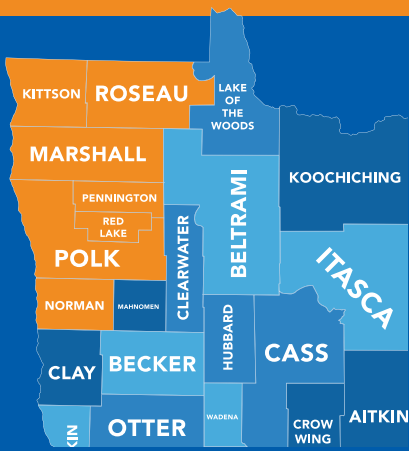 KITTSON
ROSEAU
LAKE
OF
THE
WOODS
MARSHALL
KOOCHICHING
PENNINGTON
RED
LAKE
BELTRAMI
CLEARWATER
POLK
ITASCA
NORMAN
MAHNOMEN
HUBBARD
CASS
CLAY
BECKER
WADENA
AITKIN
KIN
OTTER
CROW
WING